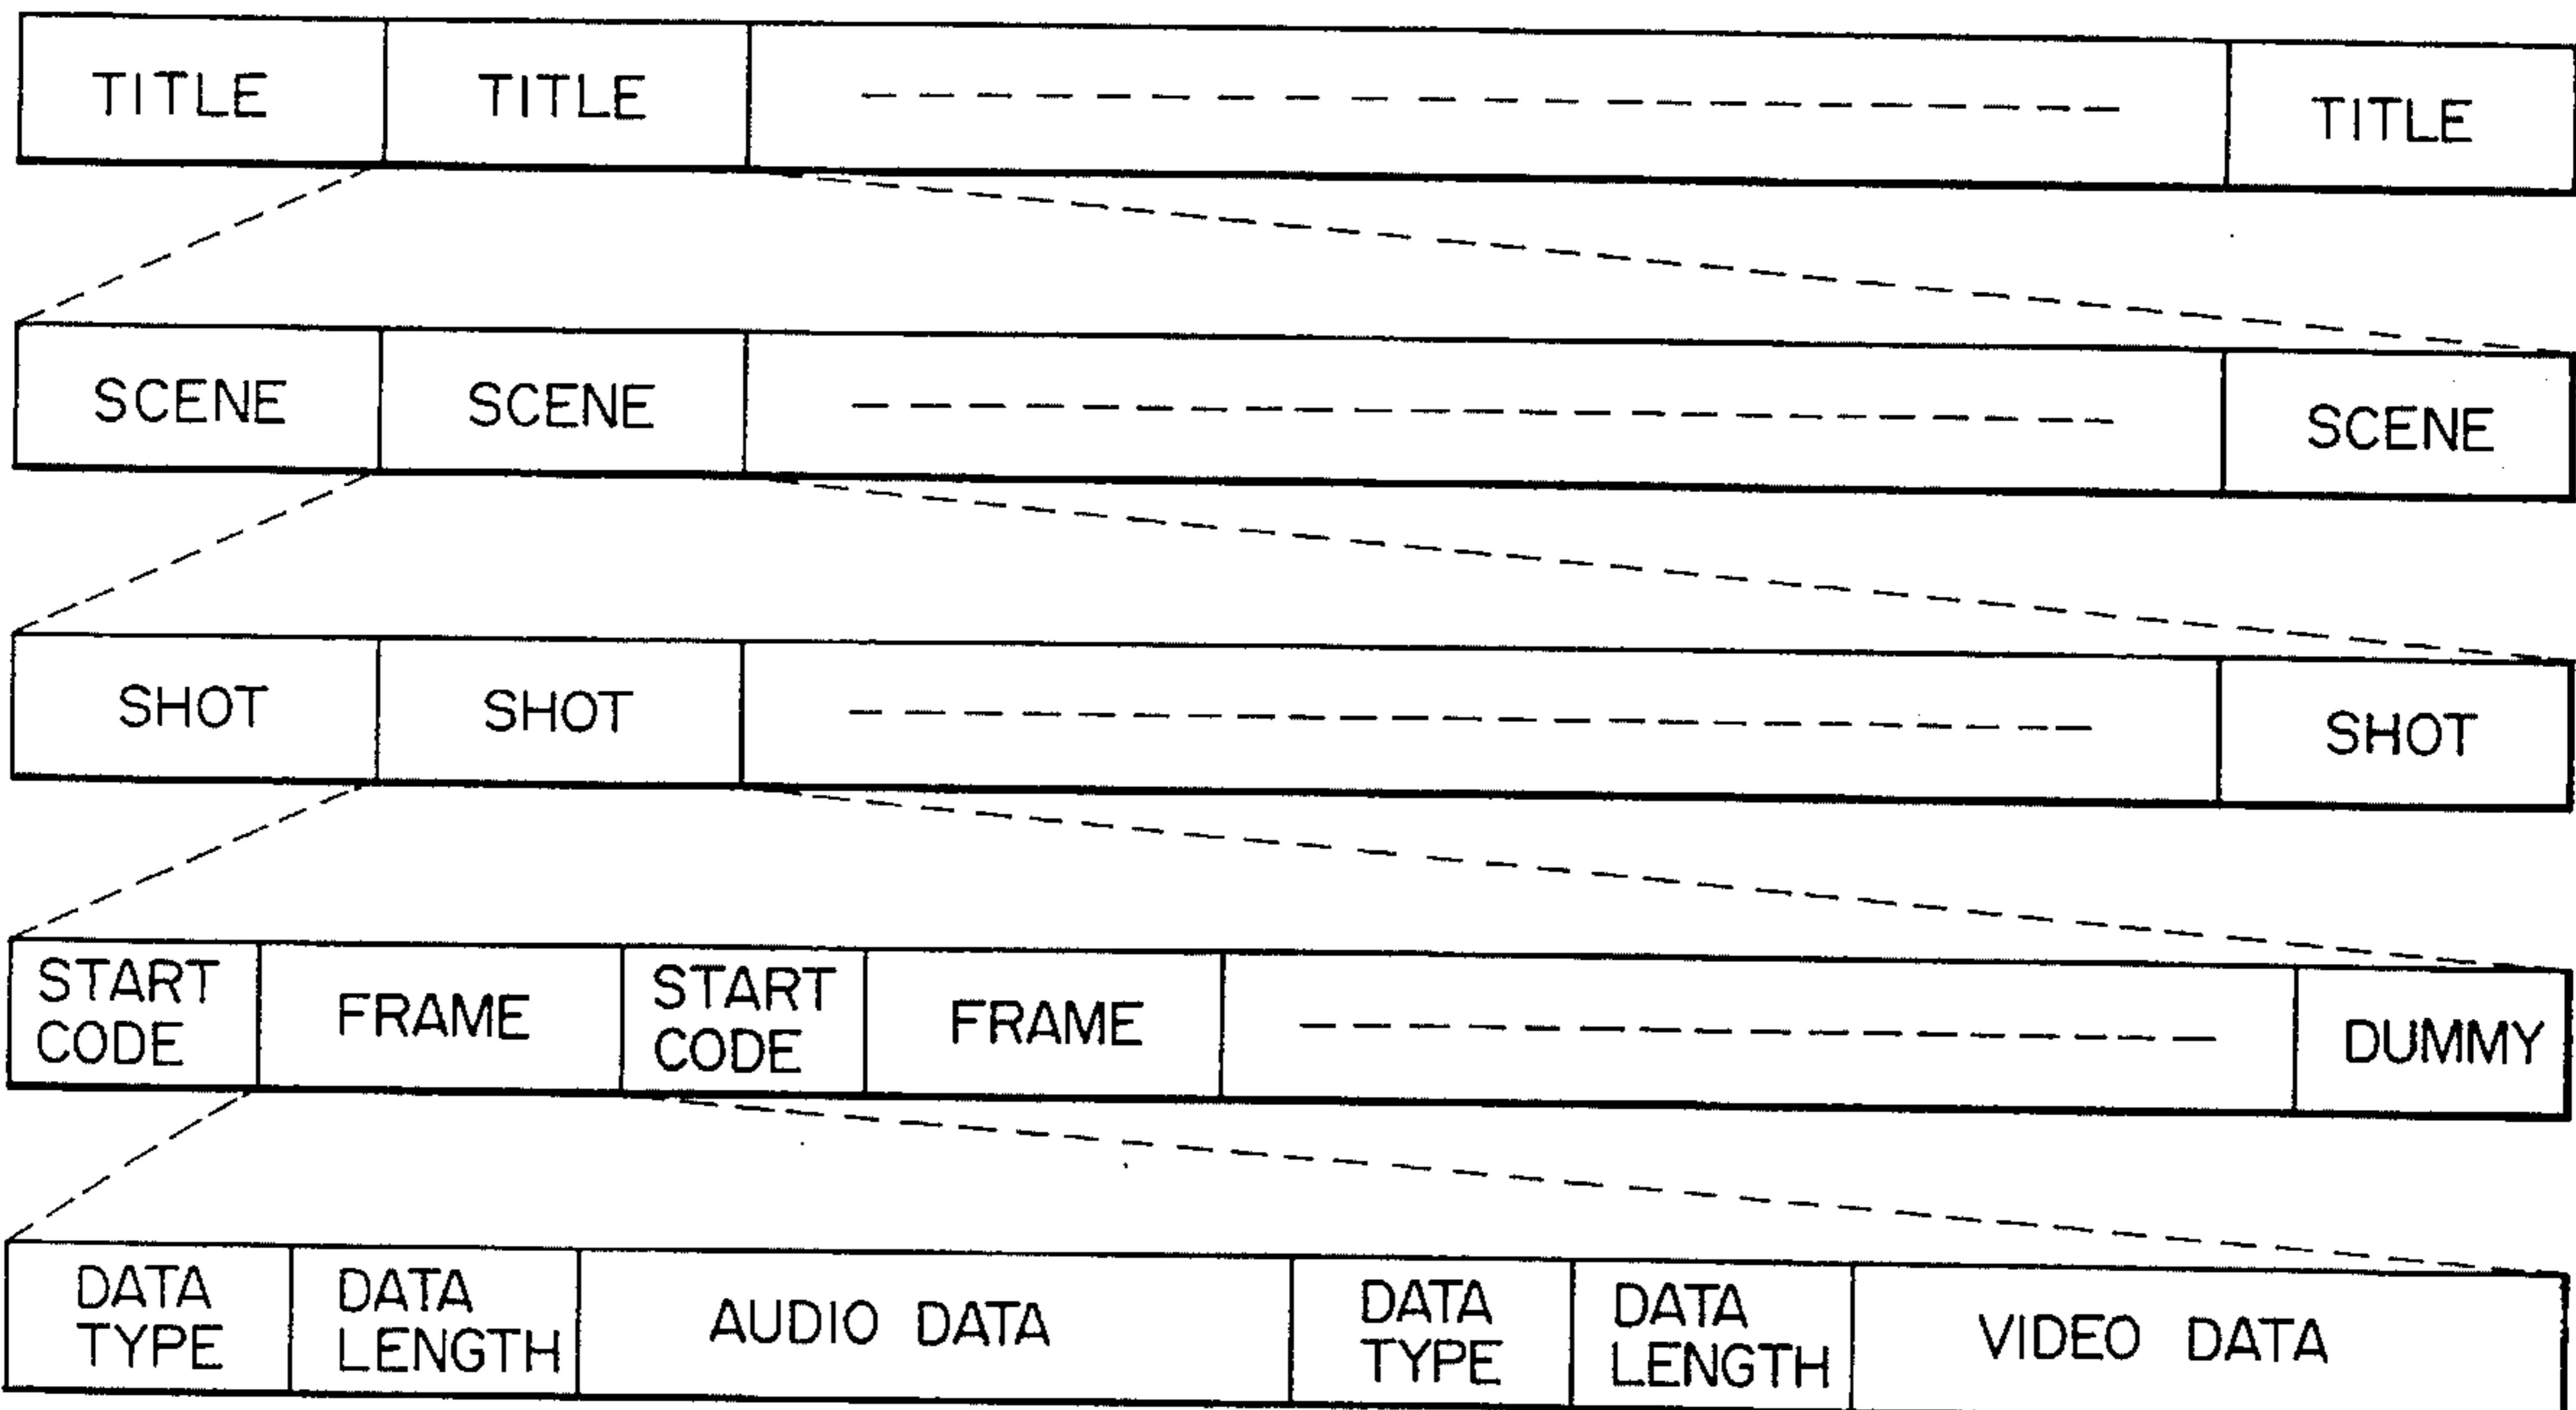 TITLE TITLE TITLE
SCENE SCENE SCENE
SHOT SHOT SHOT
START CODE
FRAME
START CODE
FRAME
DUMMY
DATA TYPE
DATA LENGTH
AUDIO DATA
DATA TYPE
DATA LENGTH
VIDEO DATA